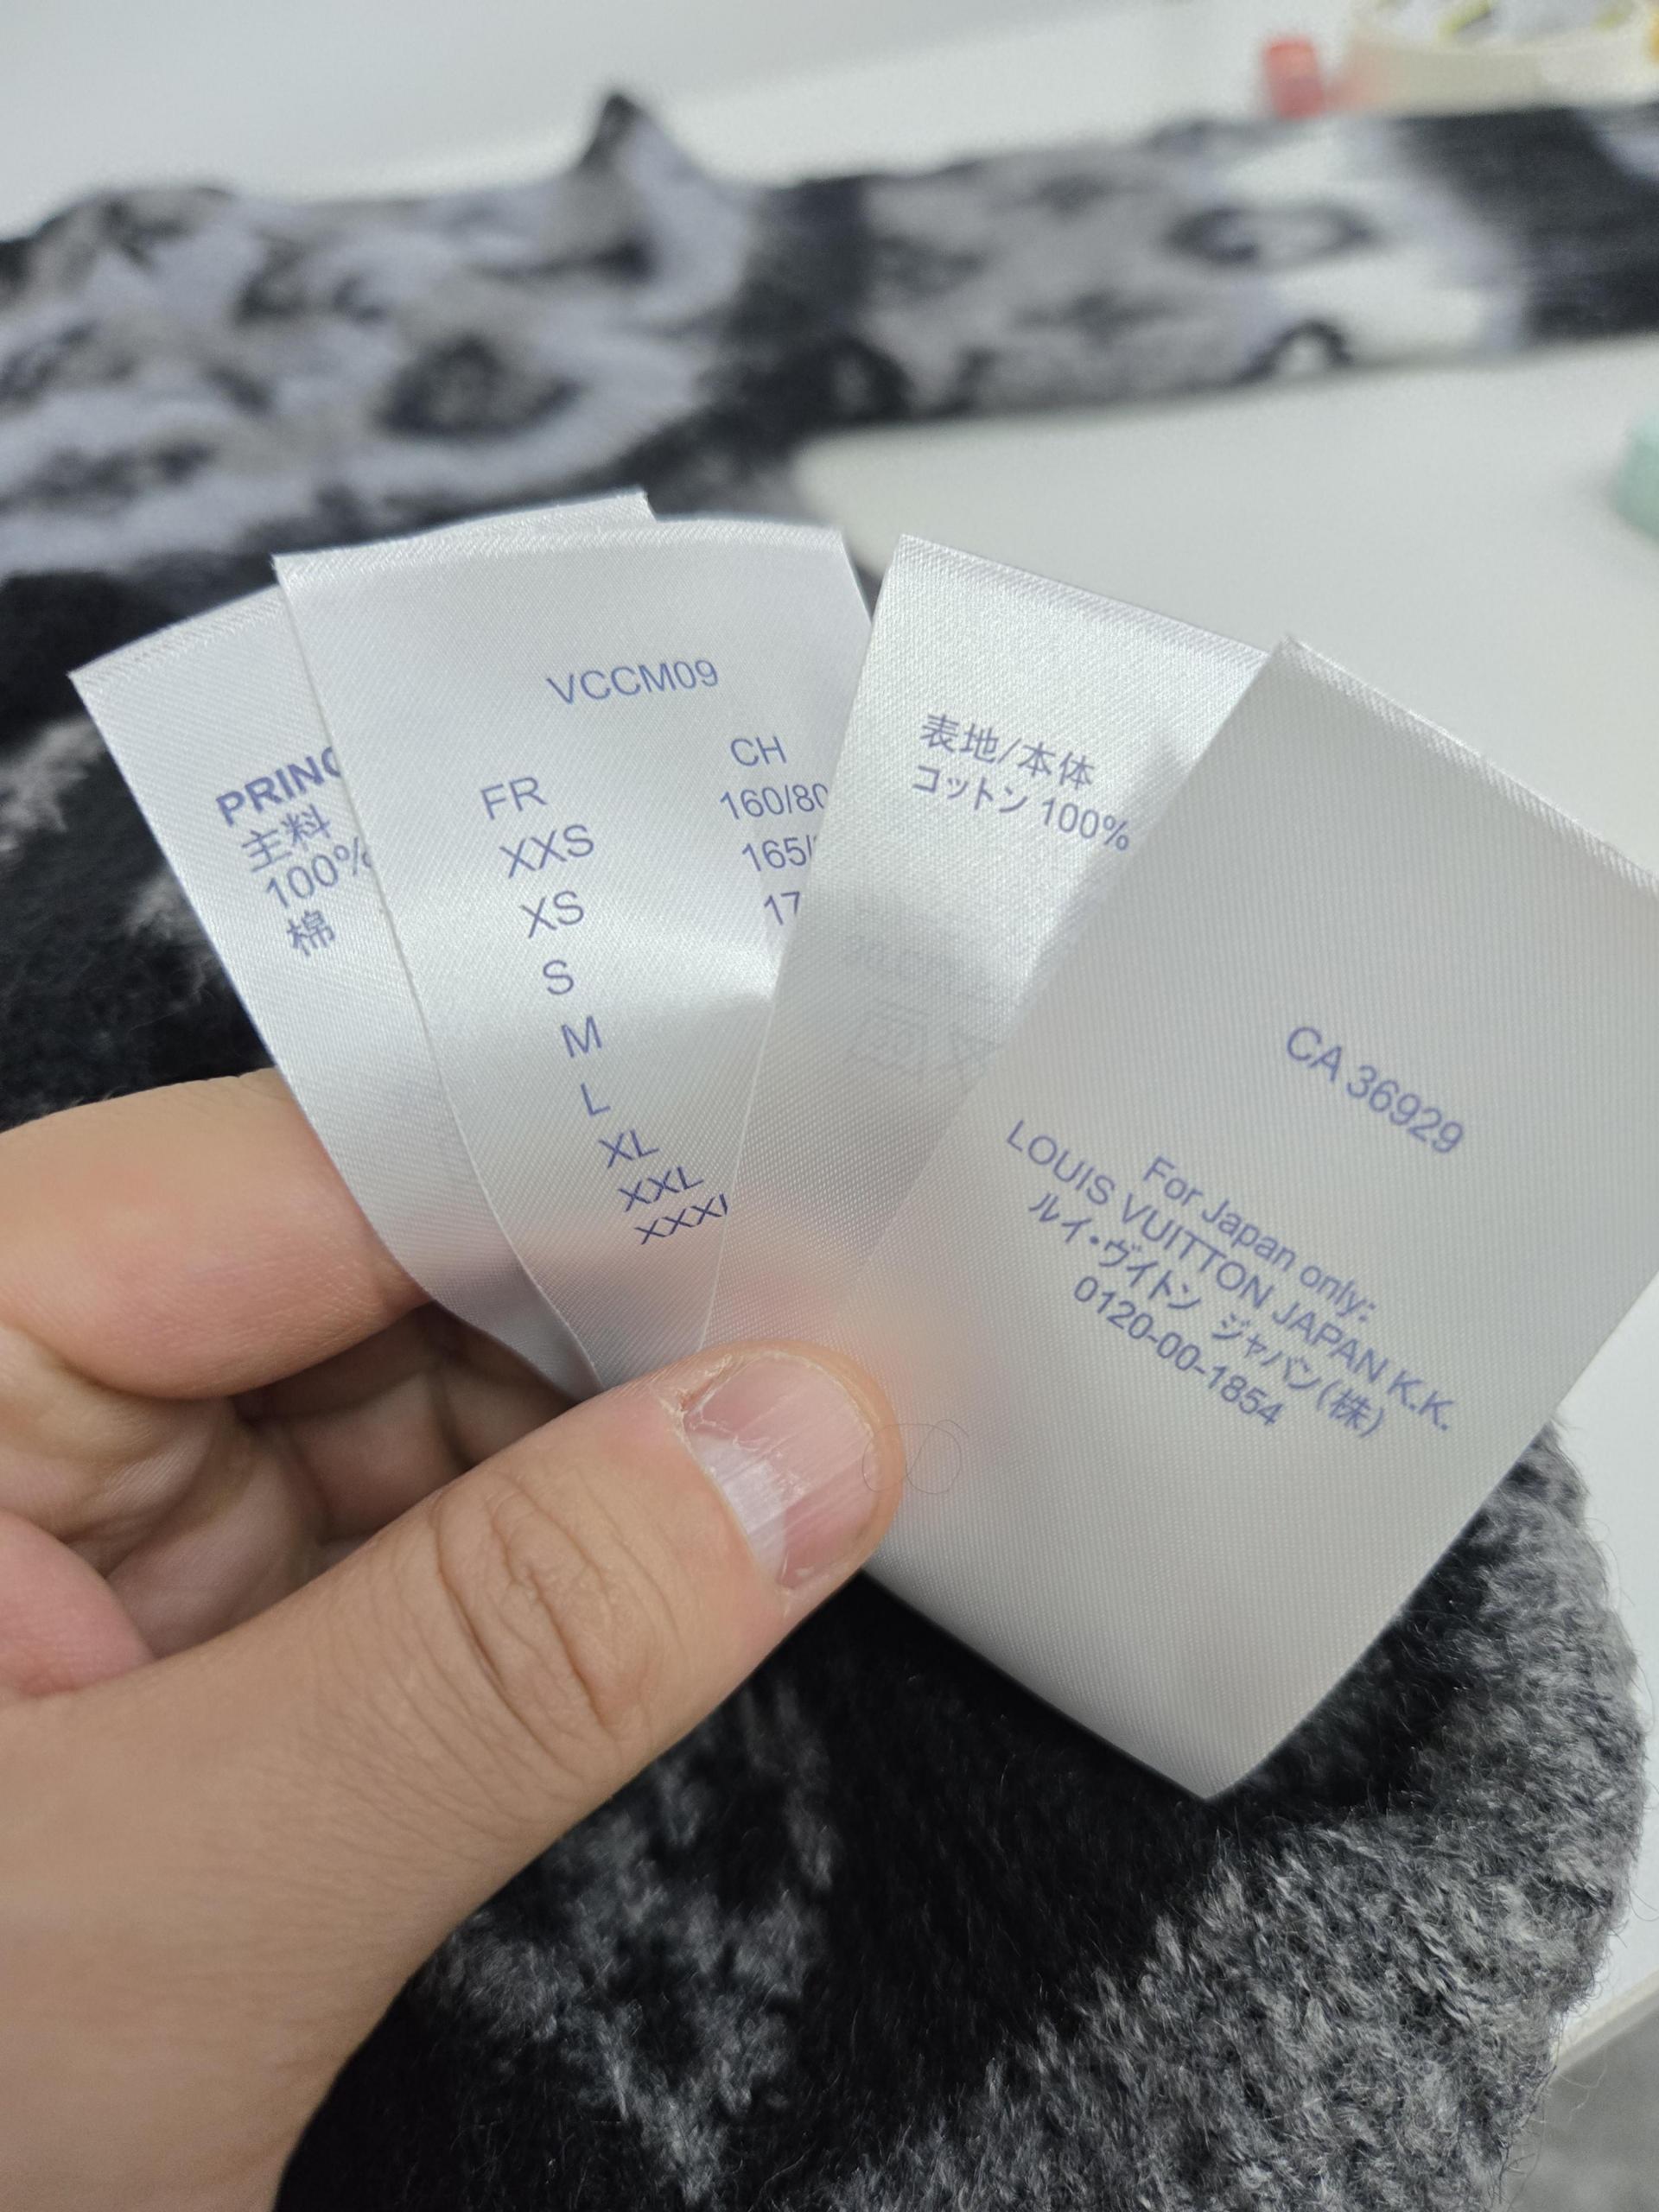 主料
100%
棉
VCCM09
FR
XXS
XS
S
M
L
XL
XXL
CH
160/80
表地/本体
コットン 100%
CA 36929
For Japan only:
LOUIS VUITTON JAPAN K.K.
ルイ・ヴィトン ジャパン(株)
0120-00-1854